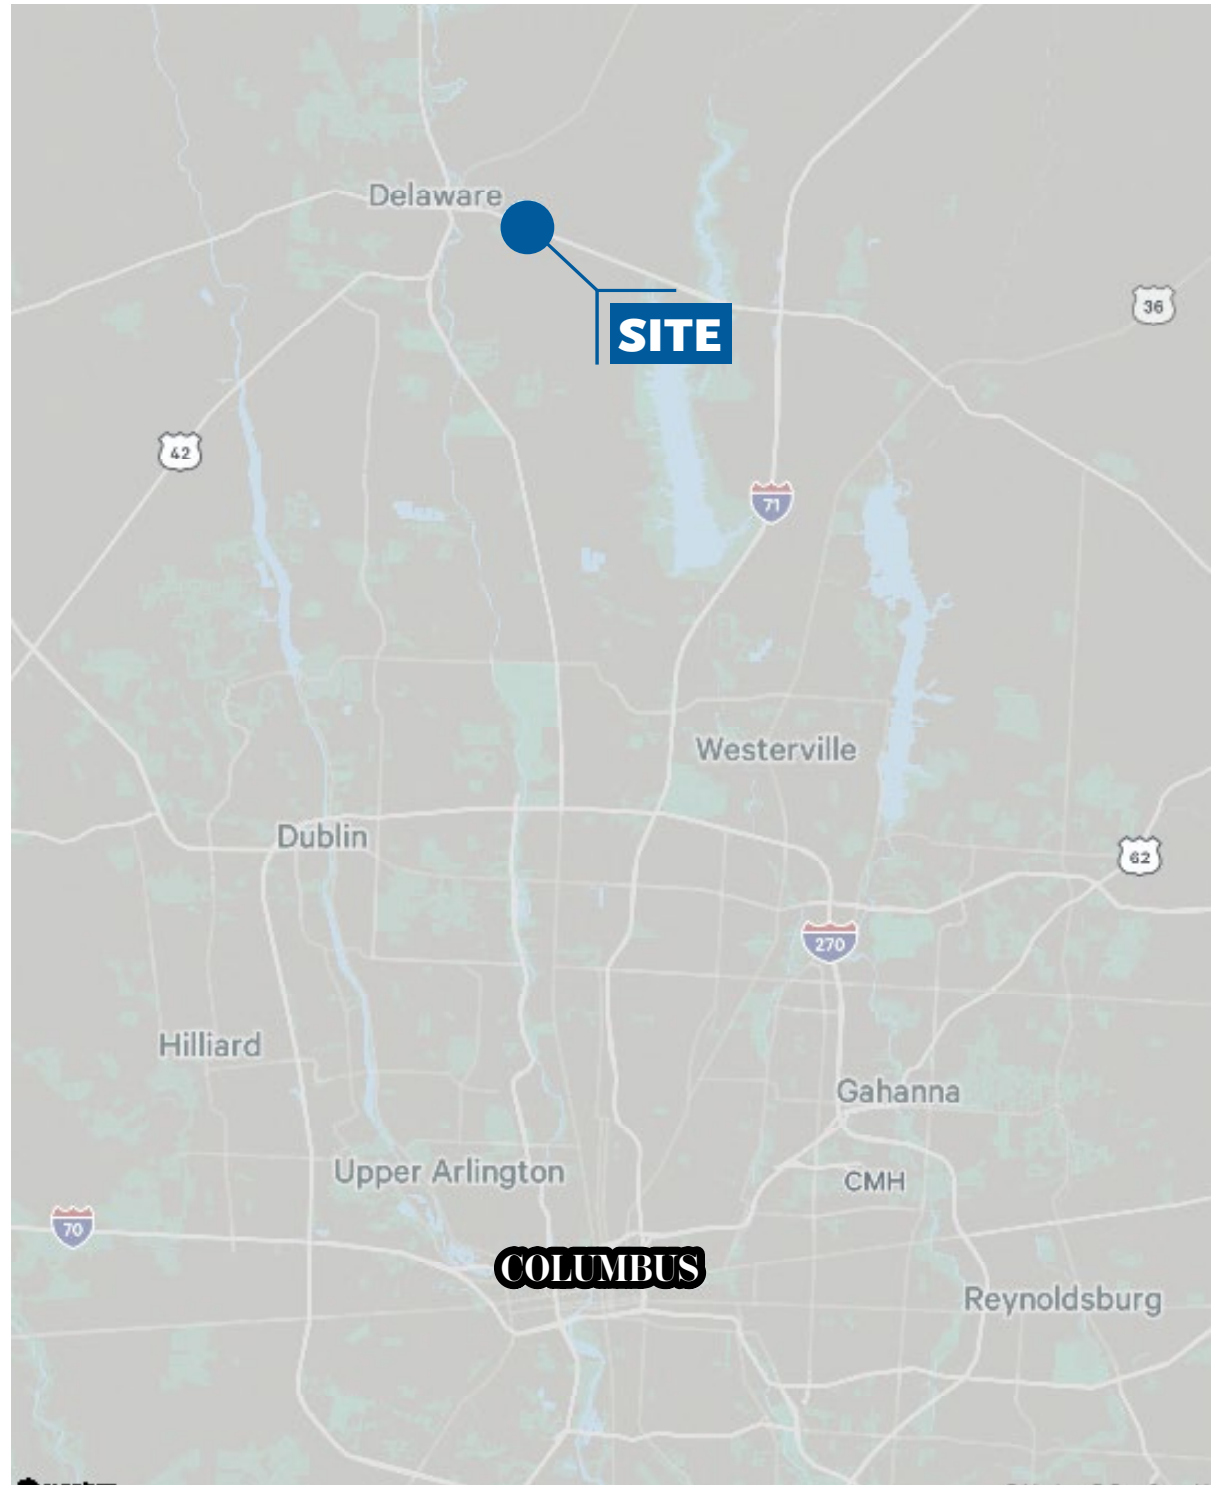 Delaware
36
SITE
42
71
Westerville
Dublin
62
270
Hilliard
Gahanna
Upper Arlington
CMH
70
COLUMBUS
Reynoldsburg